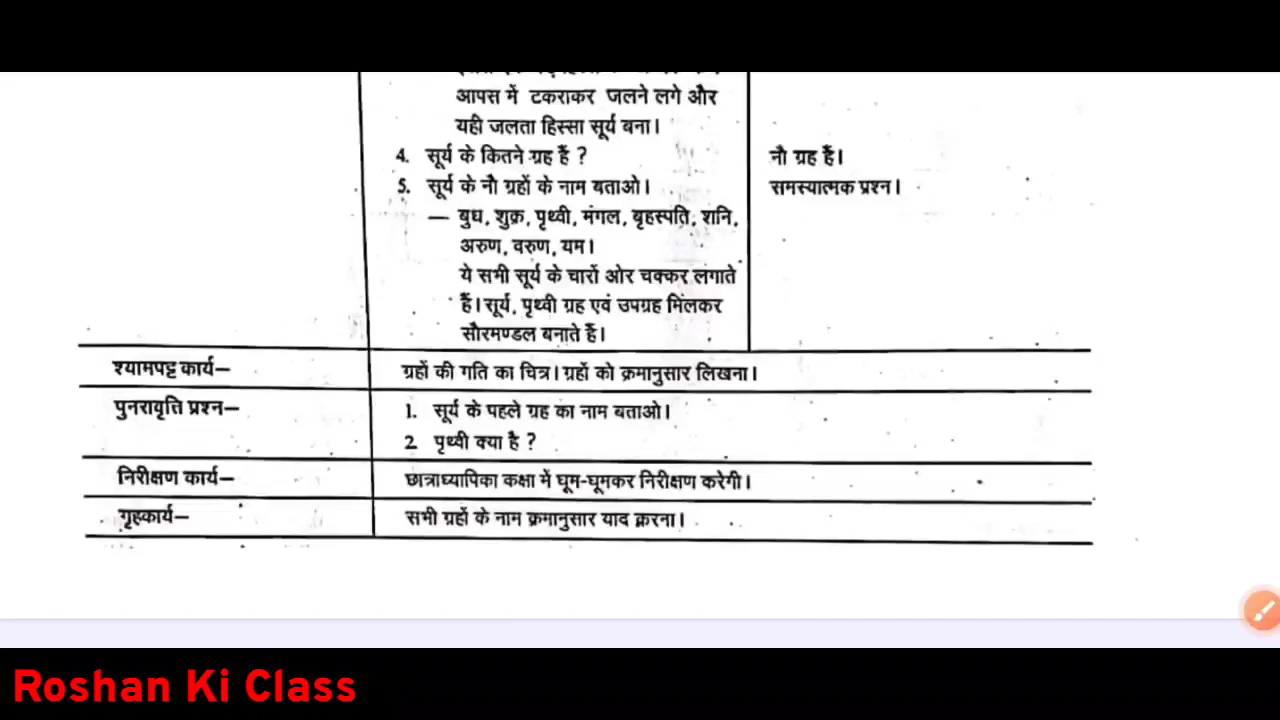 आपस में टकराकर जलने लगे और
यही जलता हिस्सा सूर्य बना।
4. सूर्य के कितने ग्रह हैं ? नौ ग्रह हैं।
5. सूर्य के नौ ग्रहों के नाम बताओ। समस्यात्मक प्रश्न।
— बुध, शुक्र, पृथ्वी, मंगल, बृहस्पति, शनि,
अरुण, वरुण, यम।
ये सभी सूर्य के चारों ओर चक्कर लगाते
हैं। सूर्य, पृथ्वी ग्रह एवं उपग्रह मिलकर
सौरमण्डल बनाते हैं।
श्यामपट्ट कार्य— ग्रहों की गति का चित्र। ग्रहों को क्रमानुसार लिखना।
पुनरावृति प्रश्न— 1. सूर्य के पहले ग्रह का नाम बताओ।
2 पृथ्वी क्या है ?
निरीक्षण कार्य— छात्राध्यापिका कक्षा में घूम-घूमकर निरीक्षण करेगी।
गृहकार्य— सभी ग्रहों के नाम क्रमानुसार याद करना।
Roshan Ki Class